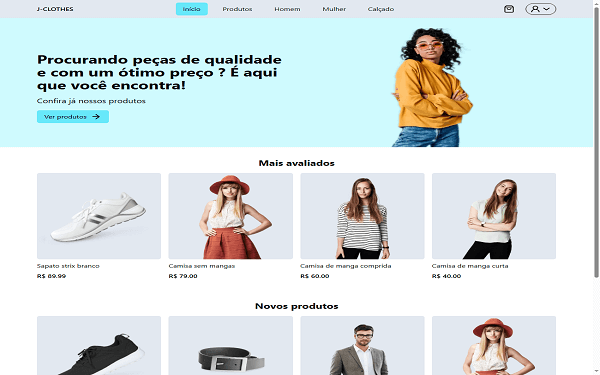 J-CLOTHES
Início
Produtos
Homem
Mulher
Calçado
Procurando peças de qualidade
e com um ótimo preço ? É aqui
que você encontra!
Confira já nossos produtos
Ver produtos
Mais avaliados
Sapato strix branco
R$ 89.99
Camisa sem mangas
R$ 79.00
Camisa de manga comprida
R$ 60.00
Camisa de manga curta
R$ 40.00
Novos produtos